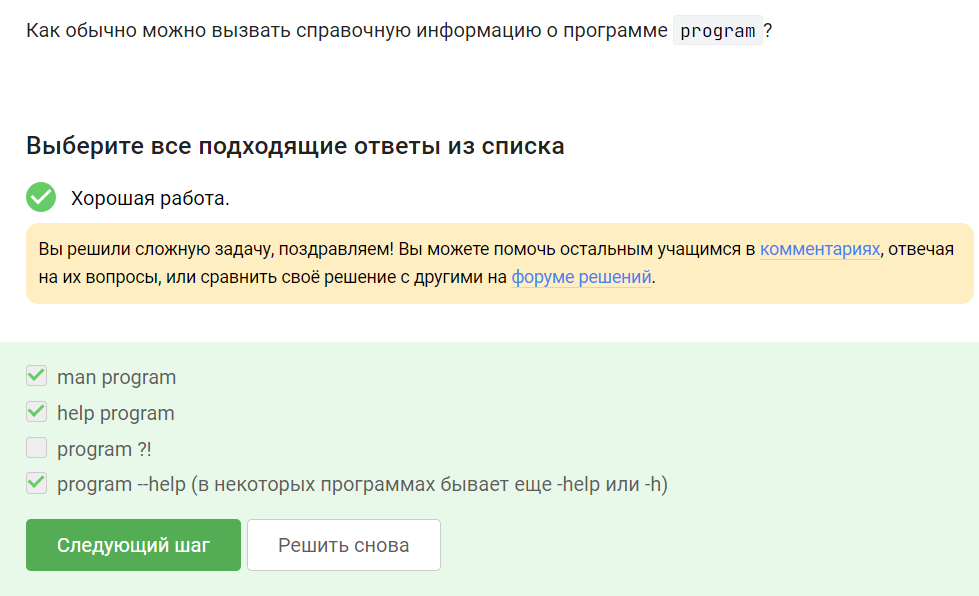 Как обычно можно вызвать справочную информацию о программе program?
Выберите все подходящие ответы из списка
Хорошая работа.
Вы решили сложную задачу, поздравляем! Вы можете помочь остальным учащимся в комментариях, отвечая
на их вопросы, или сравнить своё решение с другими на форуме решений.
man program
help program
program ?!
program --help (в некоторых программах бывает еще -help или -h)
Следующий шаг
Решить снова